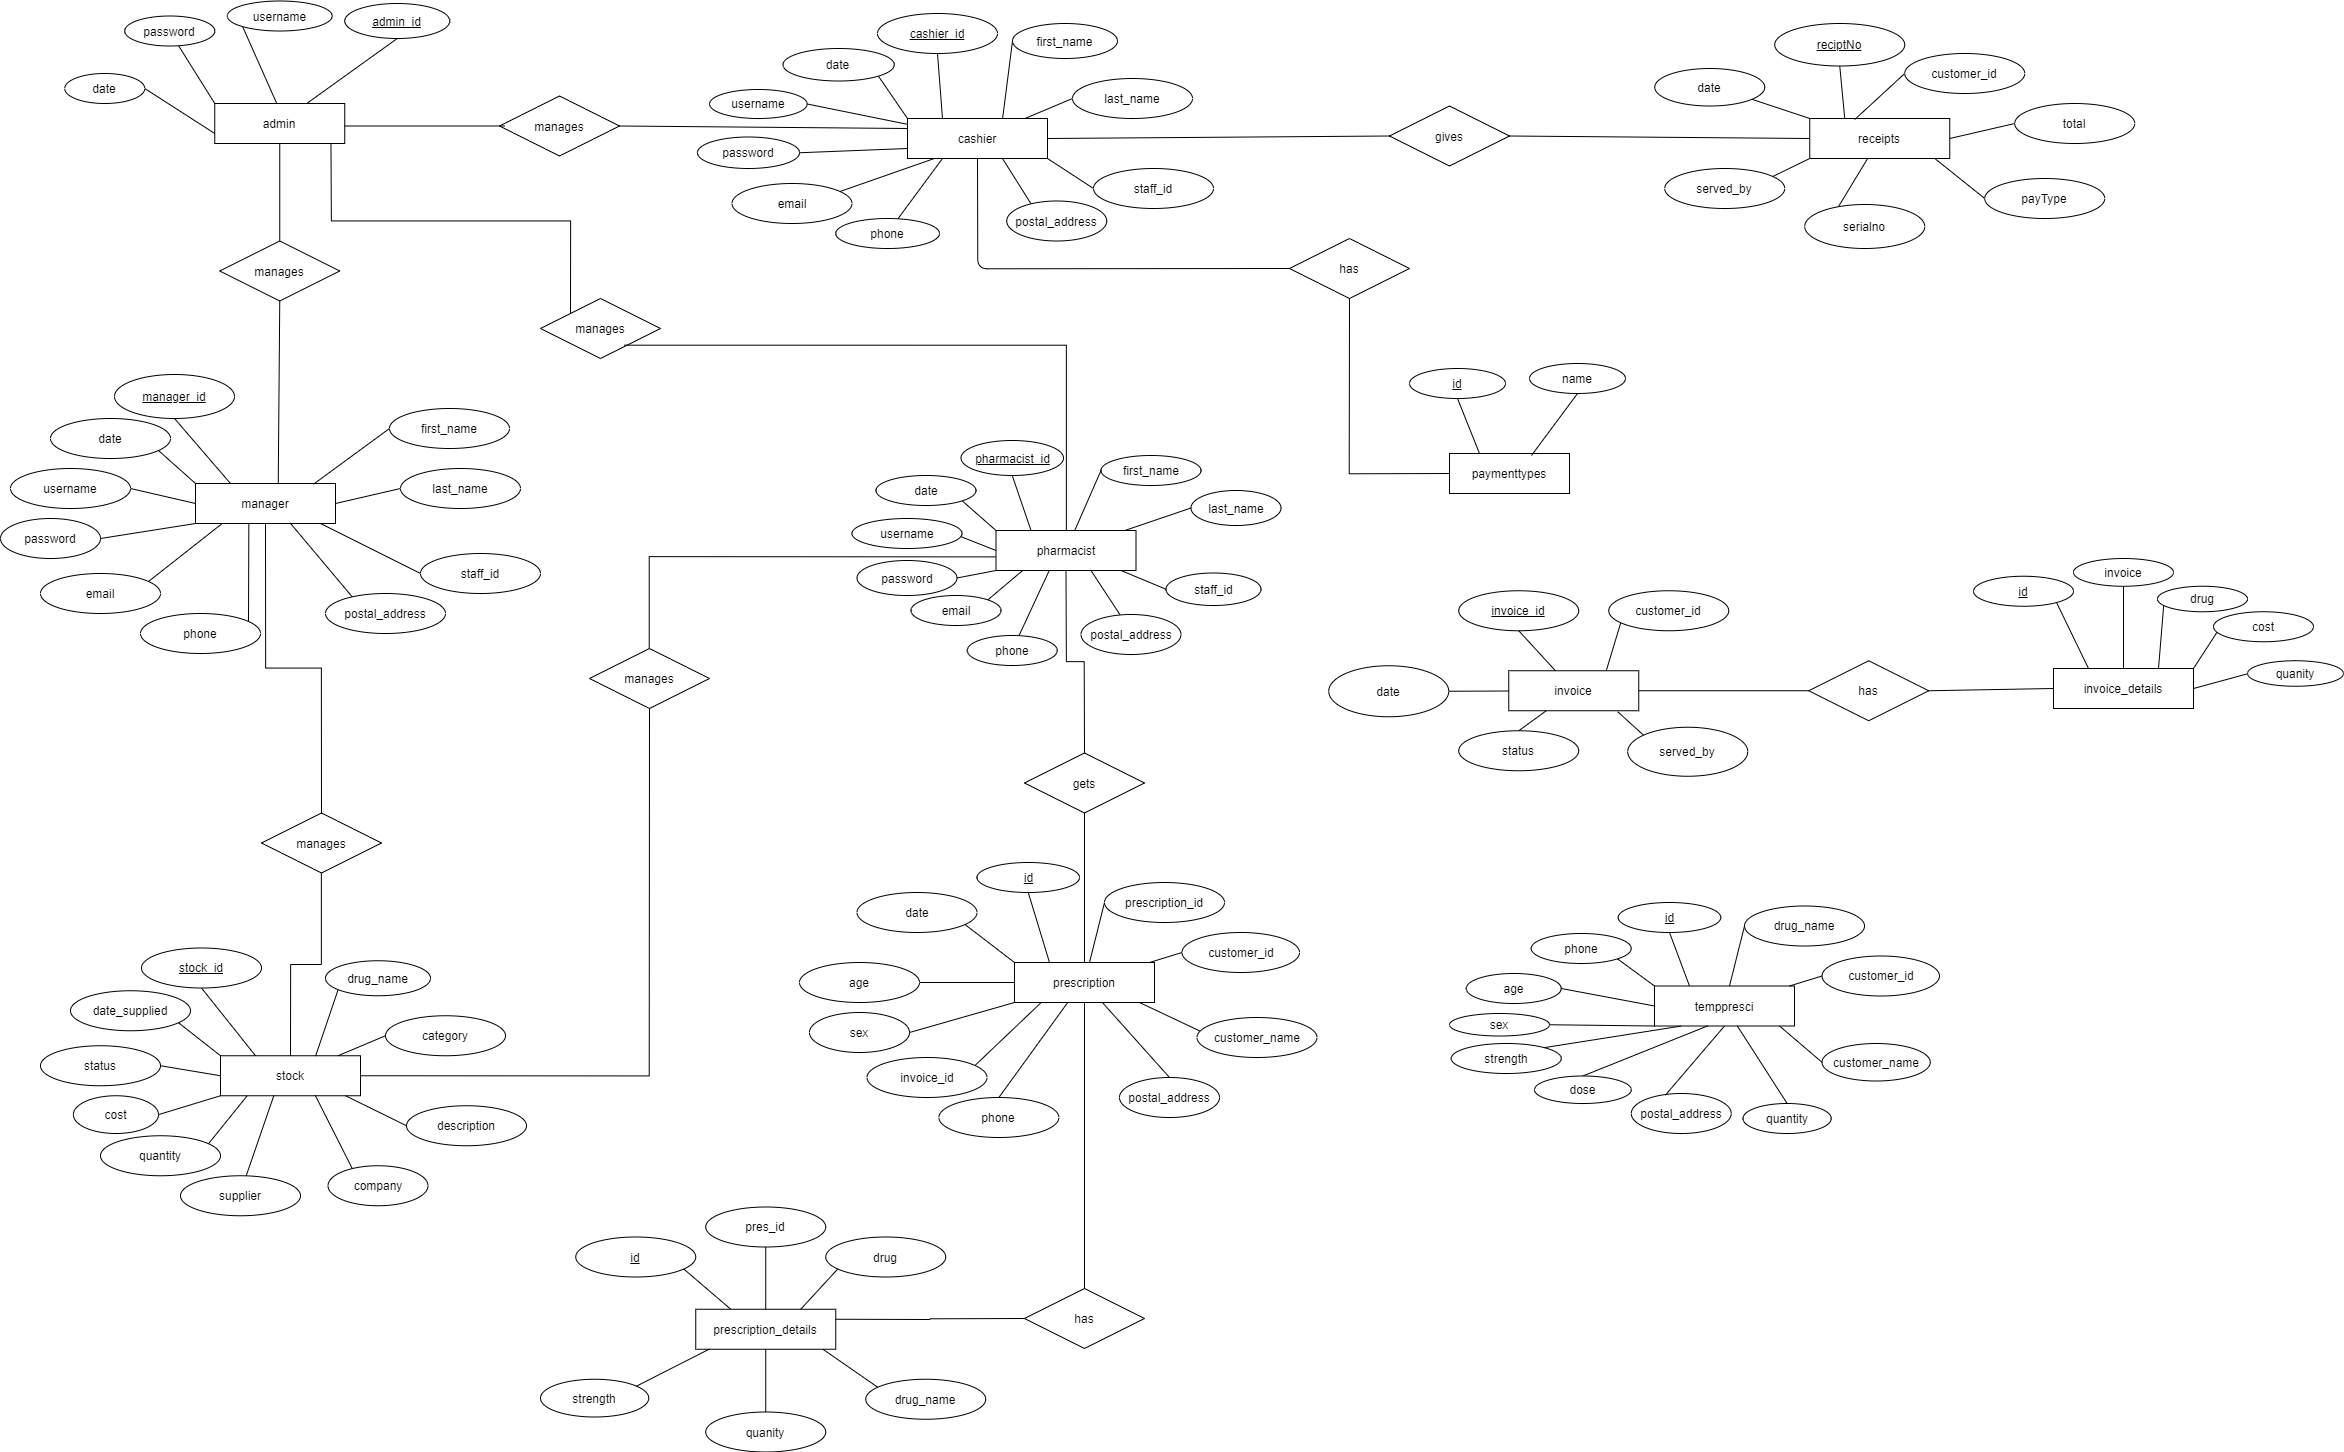 username
admin_id
password
date
admin
manages
cashier_id
first_name
date
last_name
username
cashier
password
staff_id
email
postal_address
phone
gives
reciptNo
customer_id
date
total
receipts
served_by
payType
serialno
manages
manages
has
id
name
paymenttypes
manager_id
first_name
date
last_name
username
manager
password
staff_id
email
postal_address
phone
pharmacist_id
first_name
date
last_name
username
pharmacist
password
staff_id
email
postal_address
phone
manages
invoice_id
customer_id
date
invoice
status
served_by
has
invoice
id
drug
cost
quanity
invoice_details
gets
manages
id
prescription_id
date
customer_id
age
prescription
sex
customer_name
invoice_id
postal_address
phone
id
drug_name
phone
customer_id
age
temppresci
sex
strength
customer_name
dose
postal_address
quantity
stock_id
drug_name
date_supplied
category
status
stock
cost
description
quantity
company
supplier
pres_id
id
drug
prescription_details
has
strength
drug_name
quanity